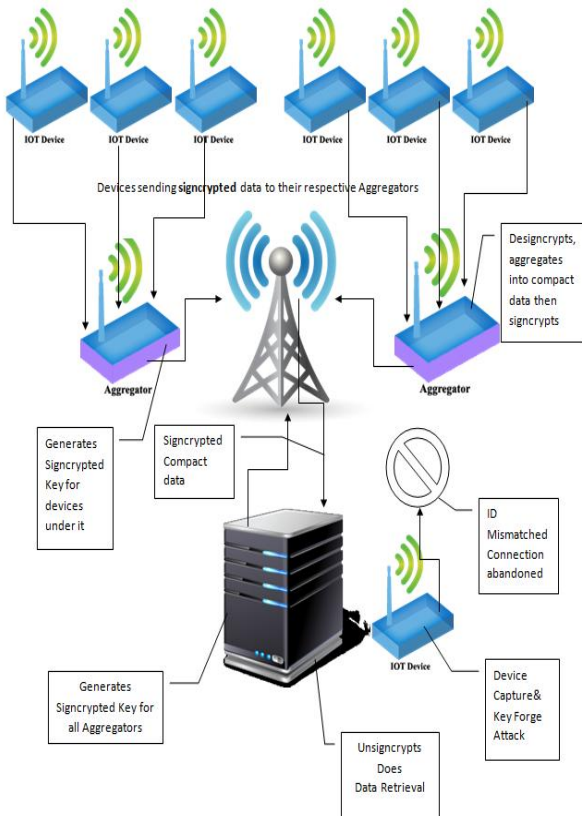 IOT Device
IOT Device
IOT Device
IOT Device
IOT Device
IOT Device
Devices sending signcrypted data to their respective Aggregators
Designcrypts,
aggregates
into compact
data then
signcrypts
Aggregator
Aggregator
Generates
Signcrypted
Key for
devices
under it
Signcrypted
Compact
data
ID
Mismatched
Connection
abandoned
IOT Device
Generates
Signcrypted Key for
all Aggregators
Device
Capture&
Key Forge
Attack
Unsigncrypts
Does
Data Retrieval